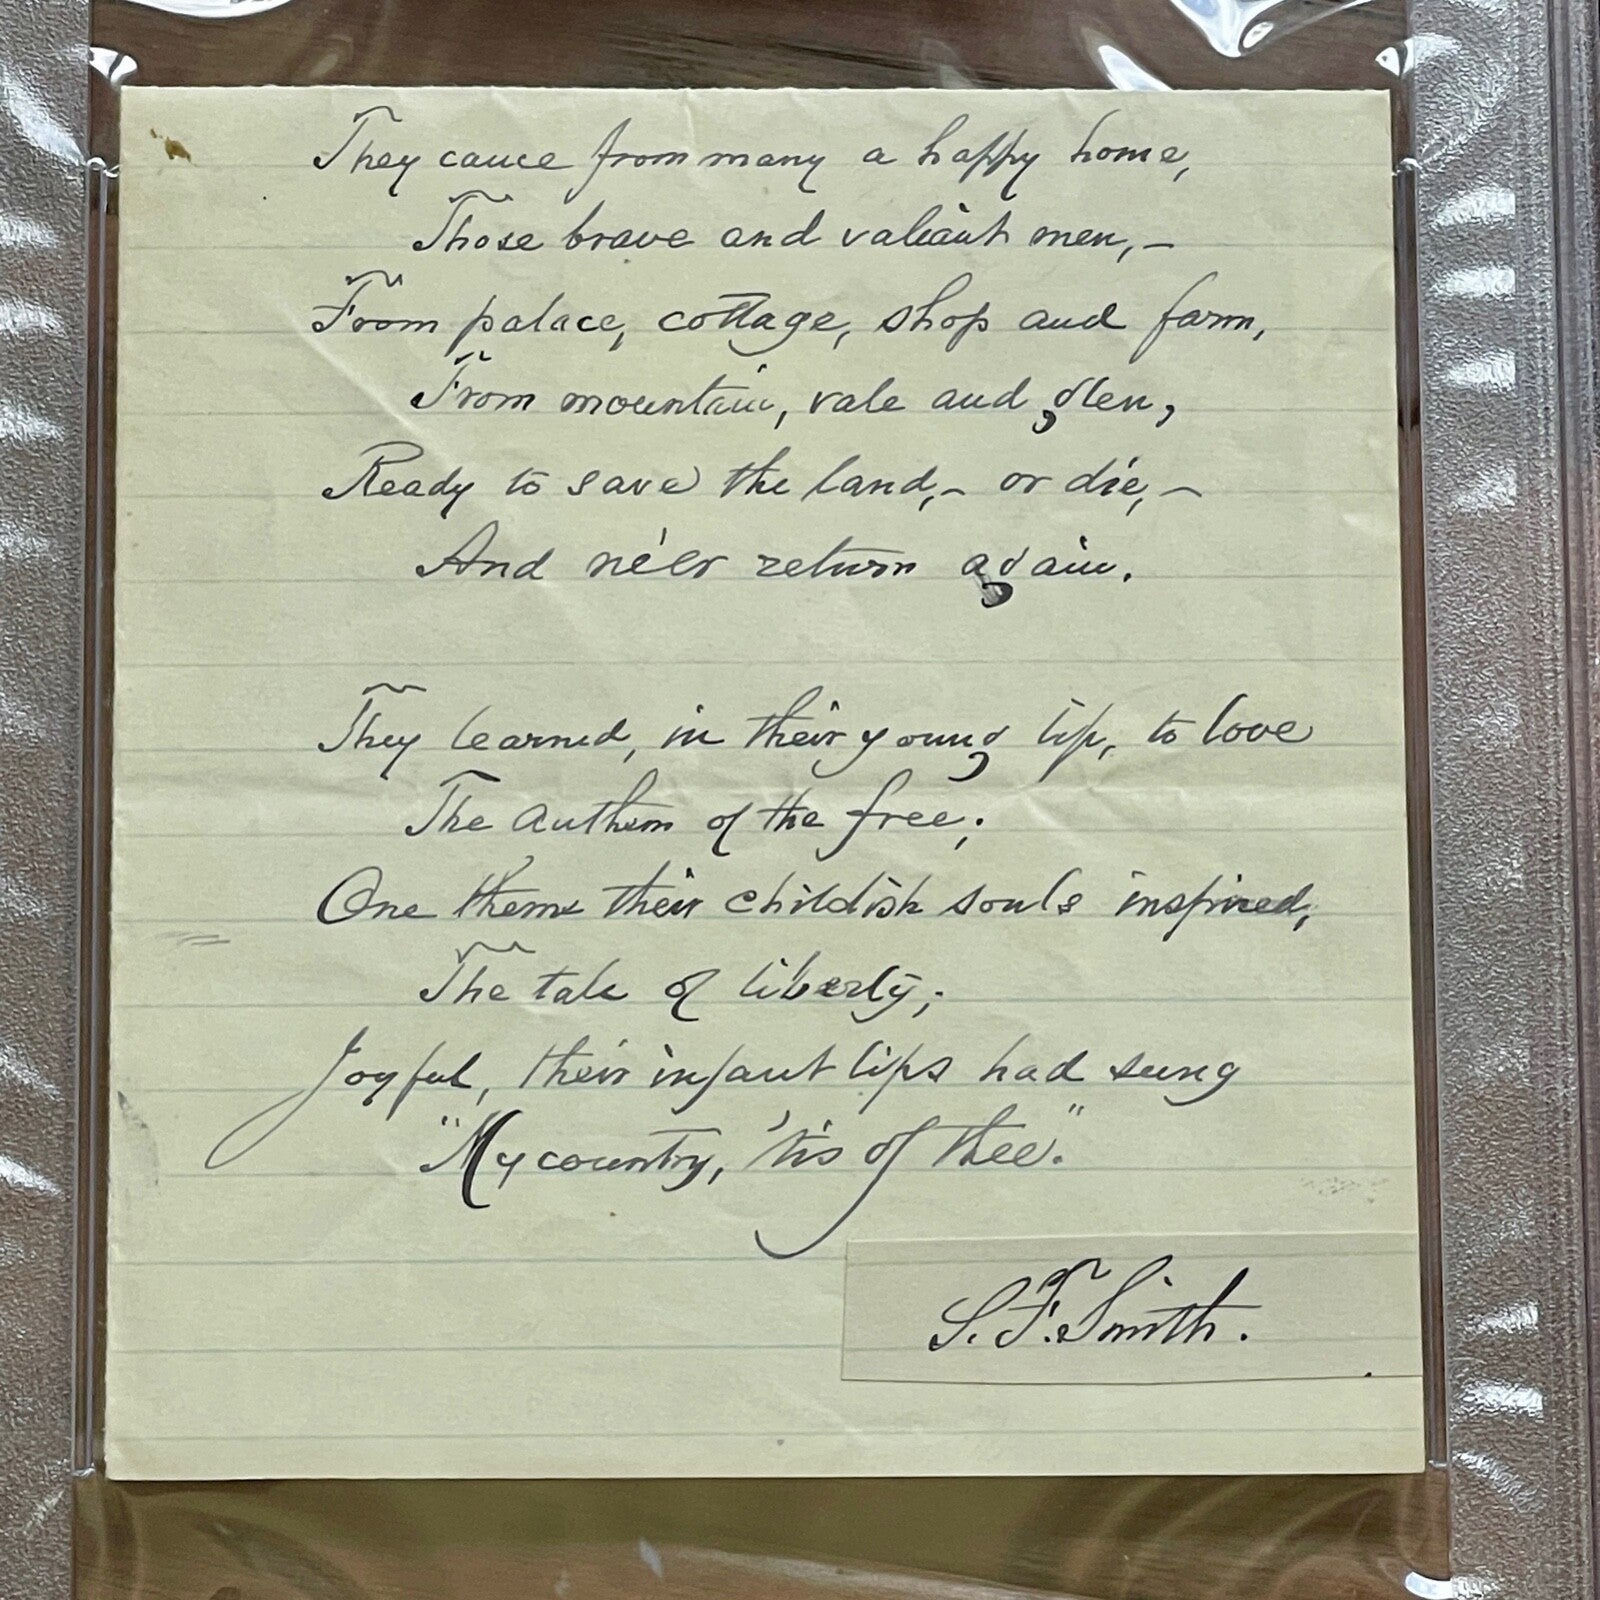 They came from many a happy home,
Those brave and valiant men, –
From palace, cottage, shop and farm,
From mountain, vale and glen,
Ready to save the land, – or die, –
And ne'er return again.
They learned, in their young lip, to love
The anthem of the free;
One theme their childish souls inspired,
The tale of liberty;
Joyful, their infant lips had sung
"My country, 'tis of thee."
S. F. Smith.